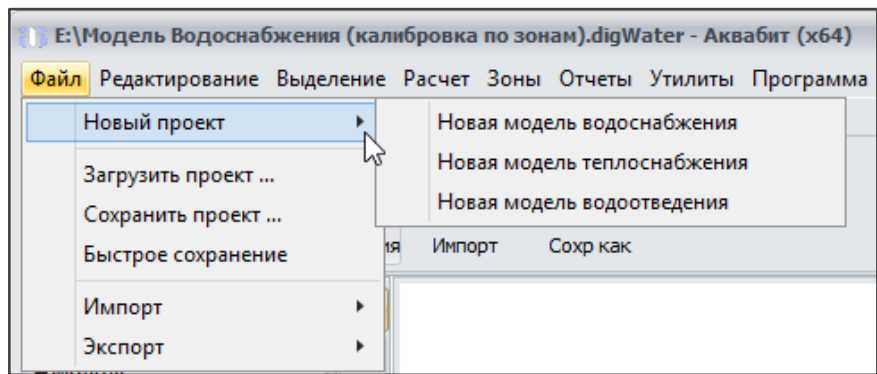 E:\Модель Водоснабжения (калибровка по зонам).digWater - Аквабит (x64)
Файл Редактирование Выделение Расчет Зоны Отчеты Утилиты Программа
Новый проект
Новая модель водоснабжения
Новая модель теплоснабжения
Новая модель водоотведения
Загрузить проект ...
Сохранить проект ...
Быстрое сохранение
ия Импорт Сохр как
Импорт
Экспорт